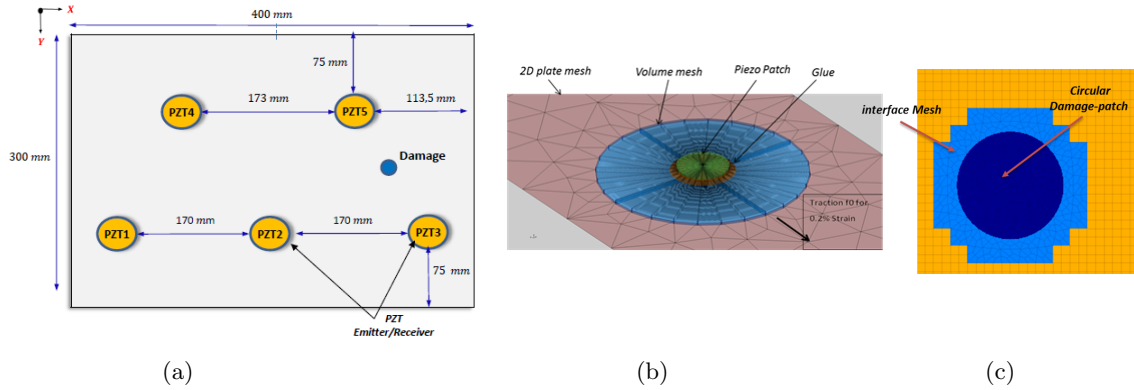 X
Y
400 mm
75 mm
PZT4
173 mm
PZT5
113,5 mm
Damage
300 mm
PZT1
170 mm
PZT2
170 mm
PZT3
75 mm
PZT
Emitter/Receiver
(a)
2D plate mesh
Volume mesh
Piezo Patch
Glue
Traction f0 for
0.2% Strain
(b)
Circular
Damage-patch
interface Mesh
(c)